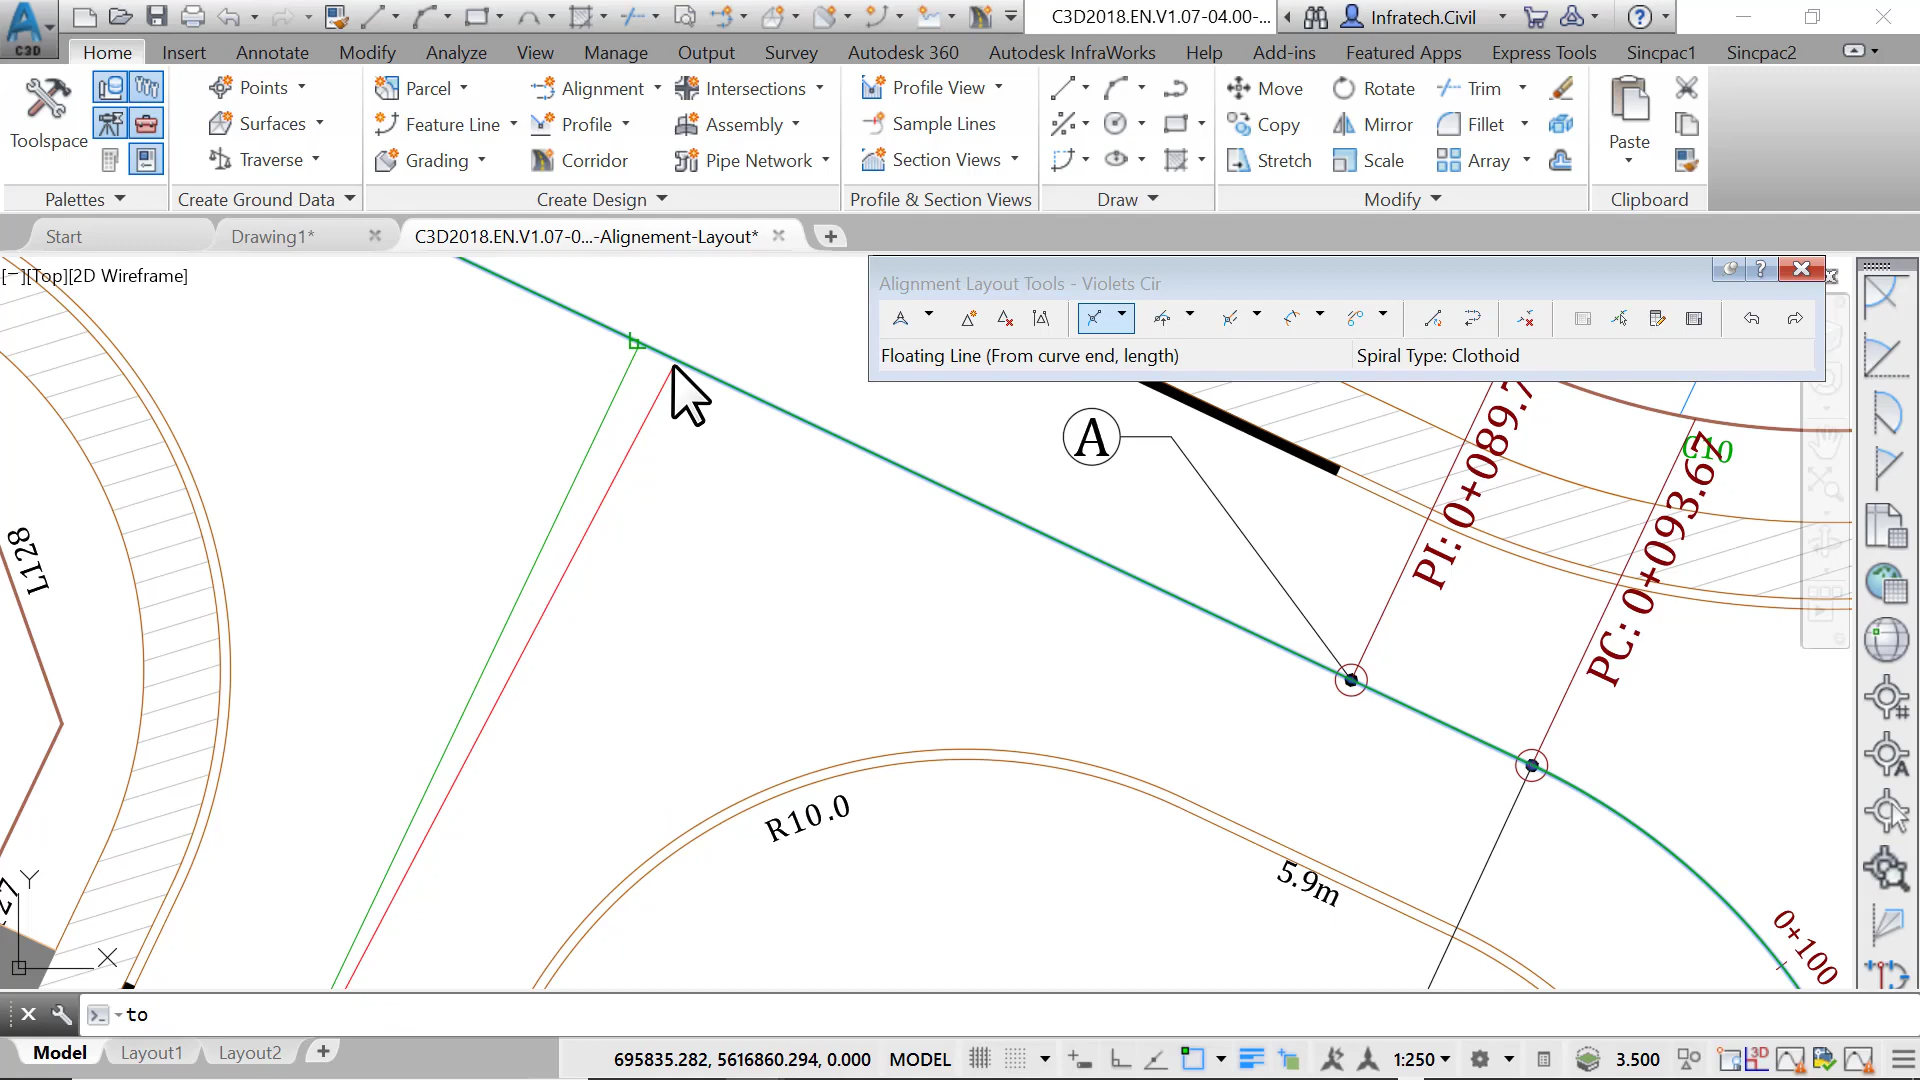 C3D
C3D2018.EN.V1.07-04.00-...
Infratech.Civil
Home Insert Annotate Modify Analyze View Manage Output Survey Autodesk 360 Autodesk InfraWorks Help Add-ins Featured Apps Express Tools Sincpac1 Sincpac2
Toolspace
Points
Surfaces
Traverse
Parcel
Feature Line
Grading
Alignment
Profile
Corridor
Intersections
Assembly
Pipe Network
Profile View
Sample Lines
Section Views
Move
Copy
Stretch
Rotate
Mirror
Scale
Trim
Fillet
Array
Paste
Palettes Create Ground Data Create Design Profile & Section Views Draw Modify Clipboard
Start Drawing1* C3D2018.EN.V1.07-0...-Alignement-Layout*
[−][Top][2D Wireframe]
Alignment Layout Tools - Violets Cir
Floating Line (From curve end, length) Spiral Type: Clothoid
A
PI: 0+089.7
PC: 0+093.67
C10
L128
R10.0
5.9m
0+100
Y
X
to
Model Layout1 Layout2
695835.282, 5616860.294, 0.000 MODEL 1:250 3.500